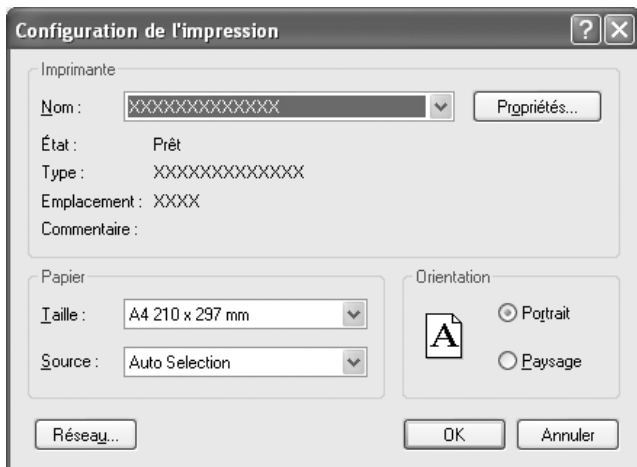 Configuration de l'impression
Imprimante
Nom : XXXXXXXXXXXXX Propriétés...
État : Prêt
Type : XXXXXXXXXXXXX
Emplacement : XXXX
Commentaire :
Papier
Taille : A4 210 x 297 mm
Source : Auto Selection
Orientation
A
Portrait
Paysage
Réseau... OK Annuler